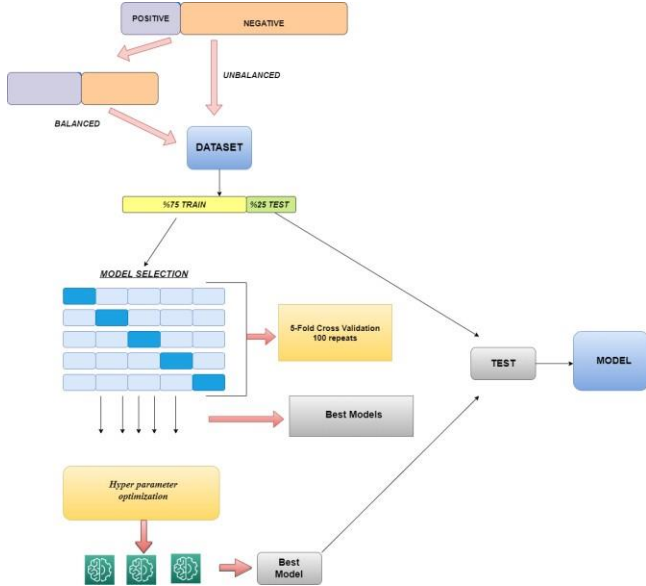 POSITIVE
NEGATIVE
UNBALANCED
BALANCED
DATASET
%75 TRAIN
%25 TEST
MODEL SELECTION
5-Fold Cross Validation
100 repeats
TEST
MODEL
Best Models
Hyper parameter
optimization
Best
Model